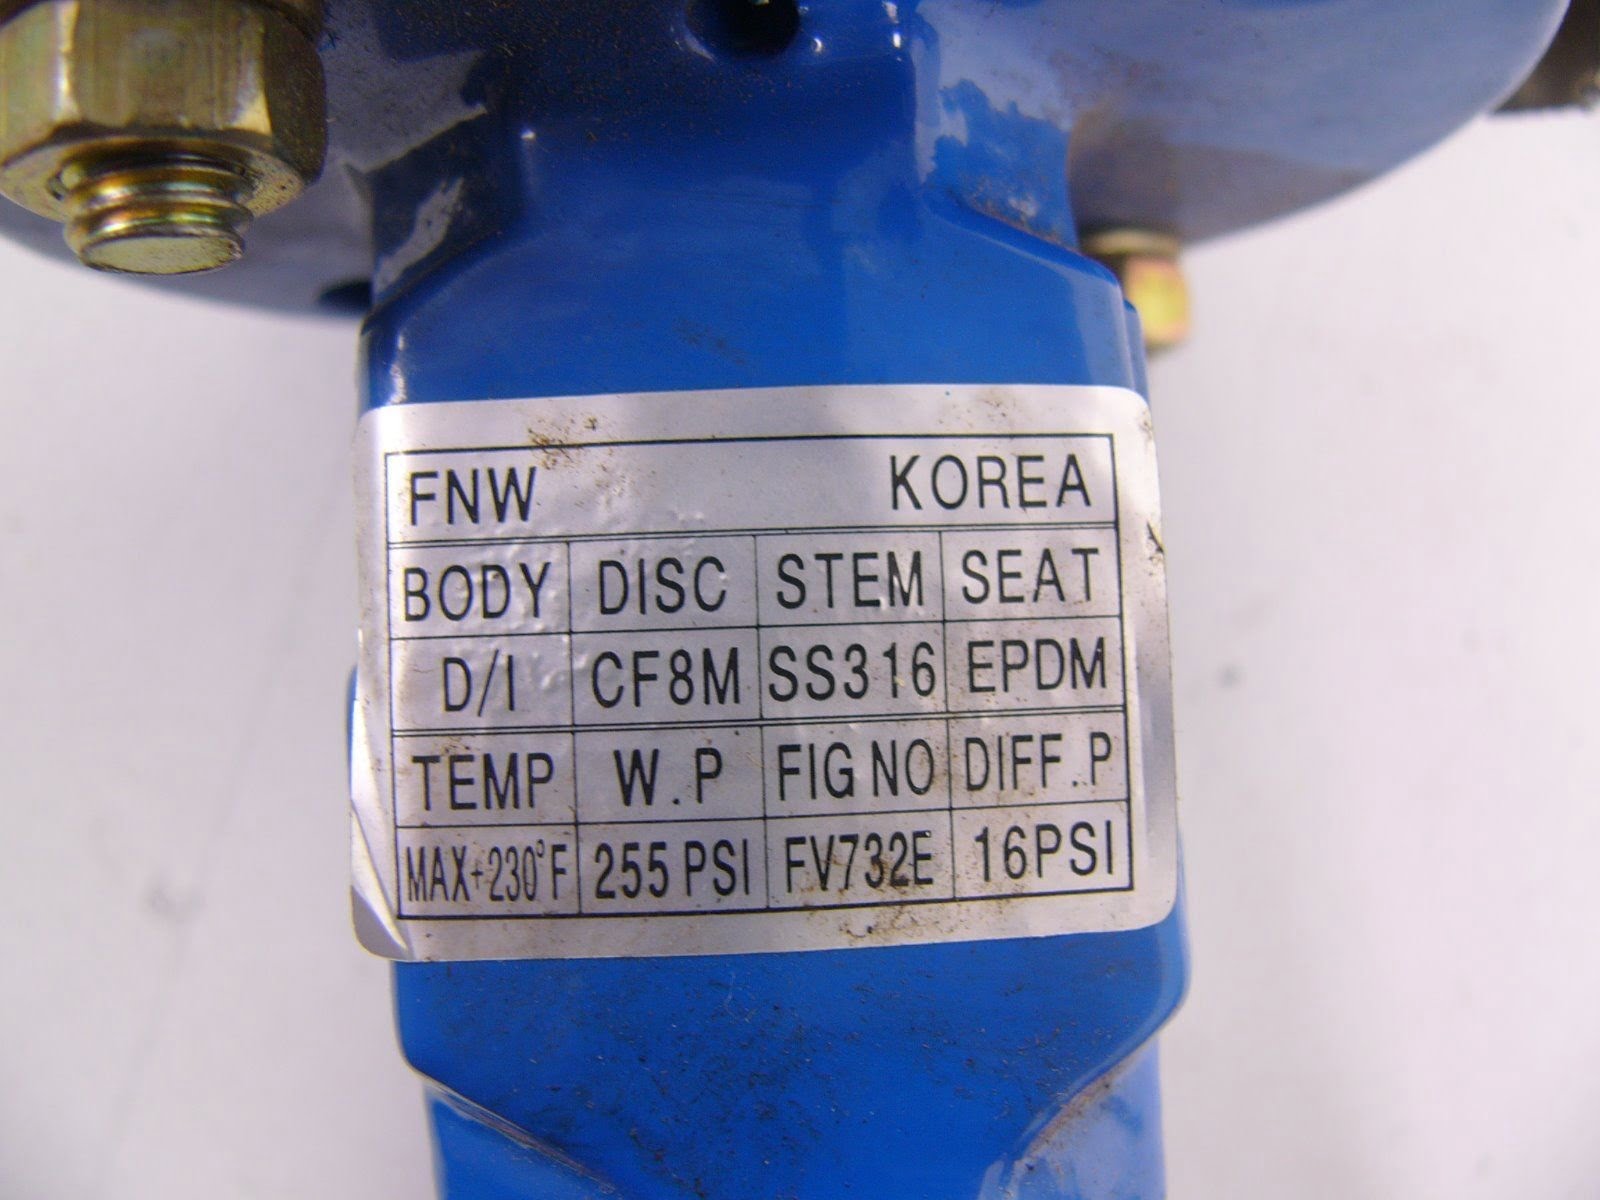 FNW KOREA
BODY DISC STEM SEAT
D/I CF8M SS316 EPDM
TEMP W.P FIG NO DIFF.P
MAX+230°F 255 PSI FV732E 16PSI